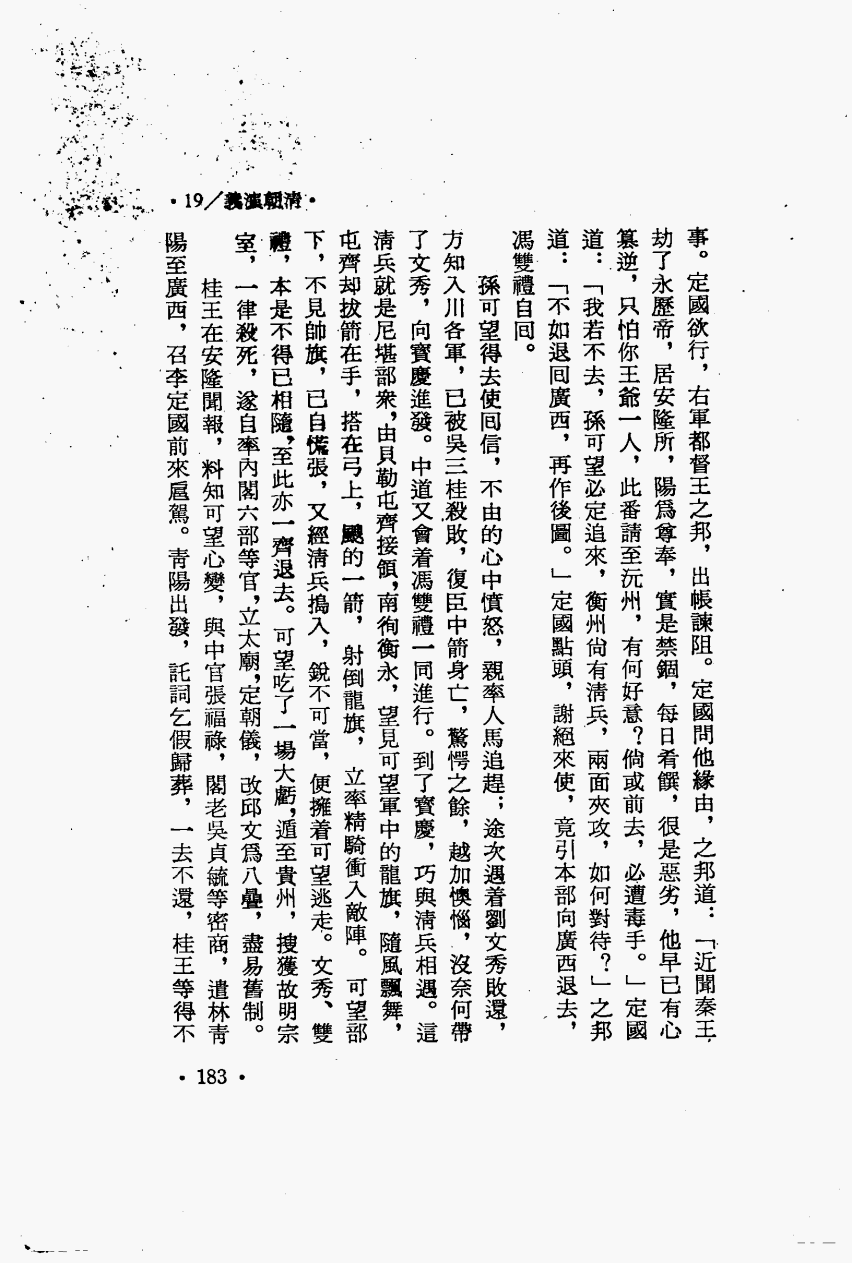 ·19／清朝演義·
事。定國欲行，右軍都督王之邦，出帳諫阻。定國問他緣由，之邦道：「近聞秦王
劫了永歷帝，居安隆所，陽爲尊奉，實是禁錮，每日肴饌，很是惡劣，他早已有心
篡逆，只怕你王爺一人，此番請至沅州，有何好意？倘或前去，必遭毒手。」定國
道：「我若不去，孫可望必定追來，衡州尙有淸兵，兩面夾攻，如何對待？」之邦
道：「不如退囘廣西，再作後圖。」定國點頭，謝絕來使，竟引本部向廣西退去，
馮雙禮自囘。
孫可望得去使囘信，不由的心中憤怒，親率人馬追趕；途次遇着劉文秀敗還，
方知入川各軍，已被吳三桂殺敗，復臣中箭身亡，驚愕之餘，越加懊惱，沒奈何帶
了文秀，向寶慶進發。中道又會着馮雙禮一同進行。到了寶慶，巧與淸兵相遇。這
淸兵就是尼堪部衆，由貝勒屯齊接領，南徇衡永，望見可望軍中的龍旗，隨風飄舞，
屯齊却拔箭在手，搭在弓上，颼的一箭，射倒龍旗，立率精騎衝入敵陣。可望部
下，不見帥旗，已自慌張，又經淸兵搗入，銳不可當，便擁着可望逃走。文秀、雙
禮，本是不得已相隨，至此亦一齊退去。可望吃了一場大虧，遁至貴州，搜獲故明宗
室，一律殺死，遂自率內閣六部等官，立太廟，定朝儀，改邱文爲八疊，盡易舊制。
桂王在安隆聞報，料知可望心變，與中官張福祿，閣老吳貞毓等密商，遣林靑
陽至廣西，召李定國前來扈駕。靑陽出發，託詞乞假歸葬，一去不還，桂王等得不
·183·